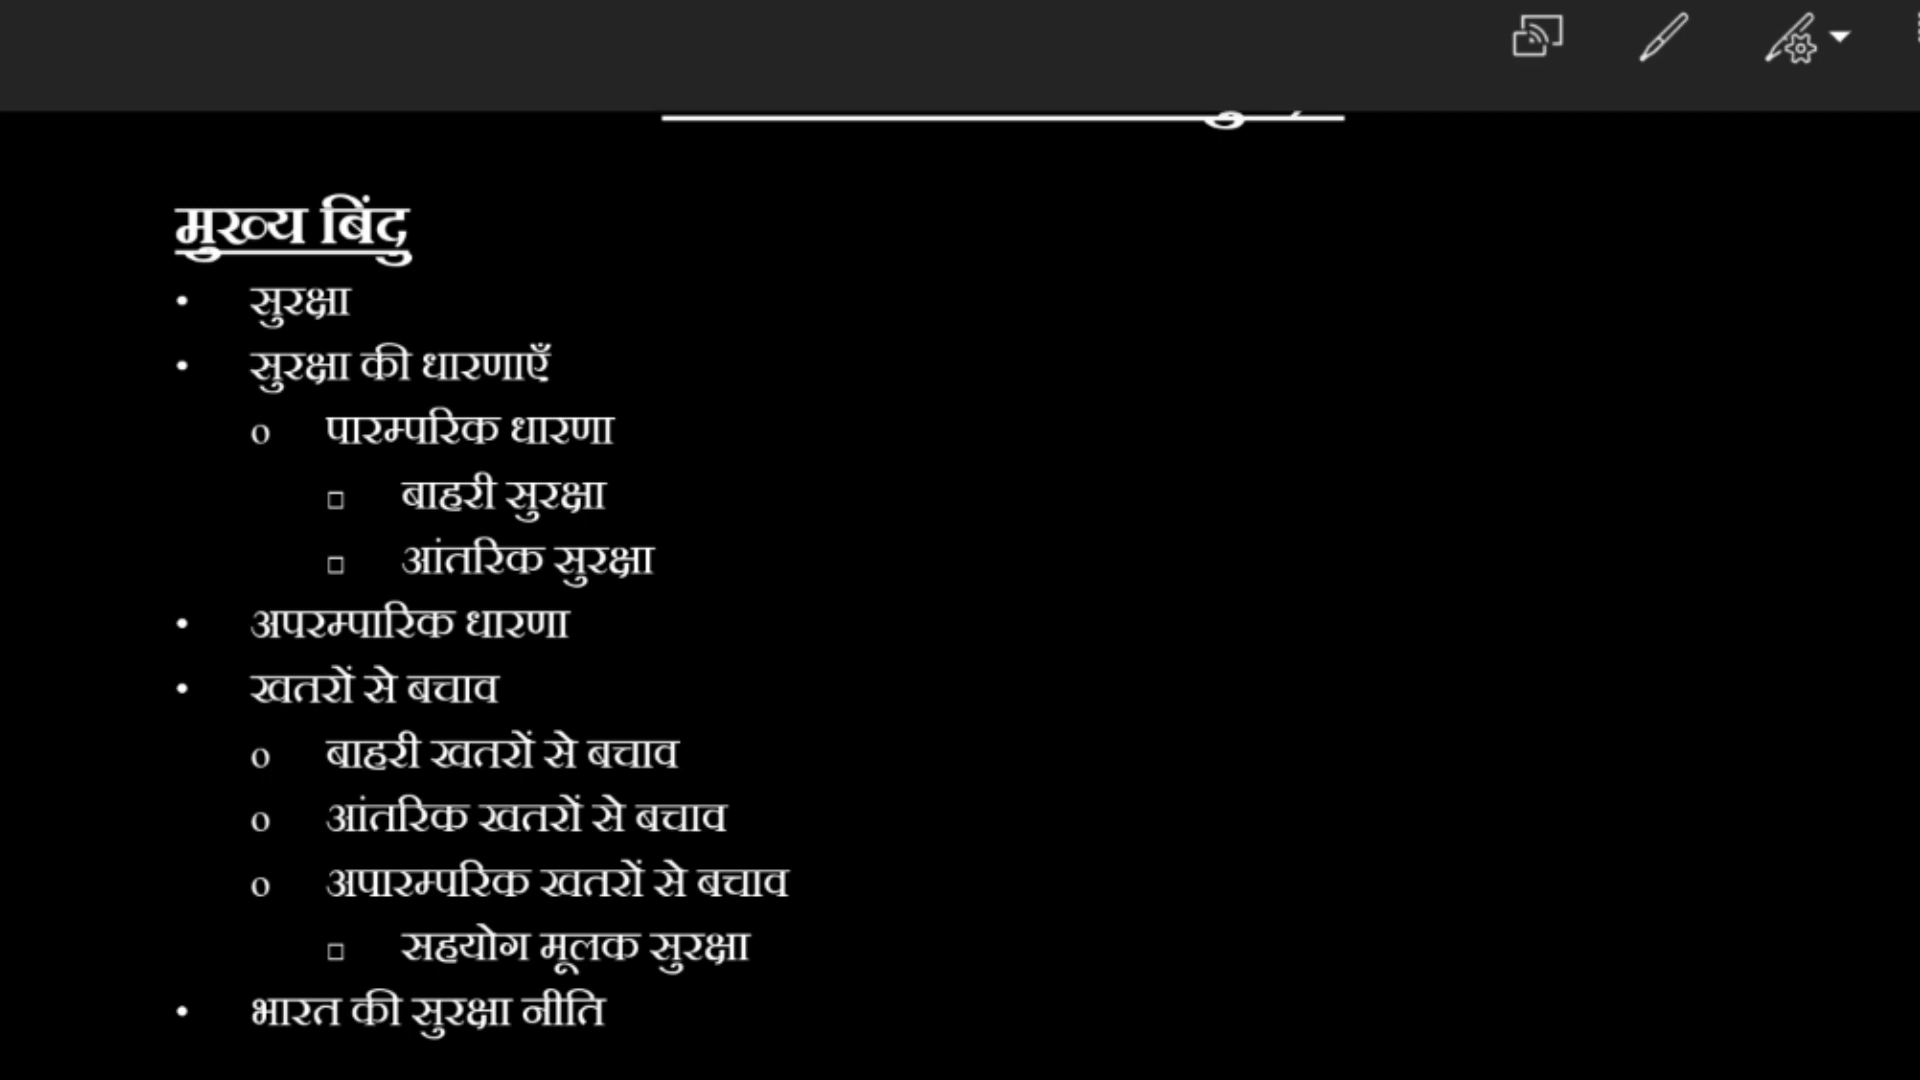 मुख्य बिंदु
• सुरक्षा
• सुरक्षा की धारणाएँ
o पारम्परिक धारणा
□ बाहरी सुरक्षा
□ आंतरिक सुरक्षा
• अपरम्पारिक धारणा
• खतरों से बचाव
o बाहरी खतरों से बचाव
o आंतरिक खतरों से बचाव
o अपारम्परिक खतरों से बचाव
□ सहयोग मूलक सुरक्षा
• भारत की सुरक्षा नीति